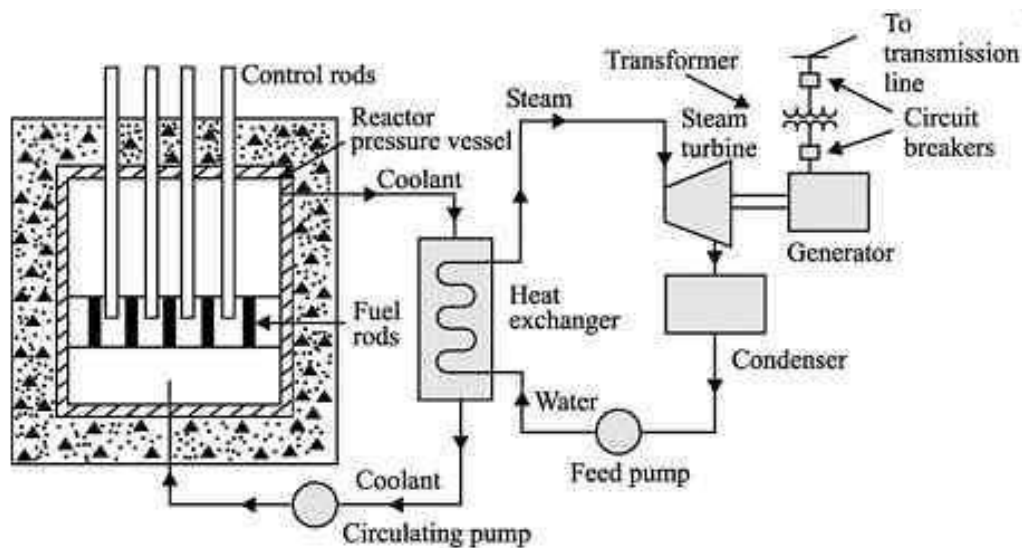 Control rods
Reactor
pressure vessel
Coolant
Fuel
rods
Coolant
Circulating pump
Heat
exchanger
Steam
Water
Feed pump
Steam
turbine
Condenser
Generator
Transformer
To
transmission
line
Circuit
breakers